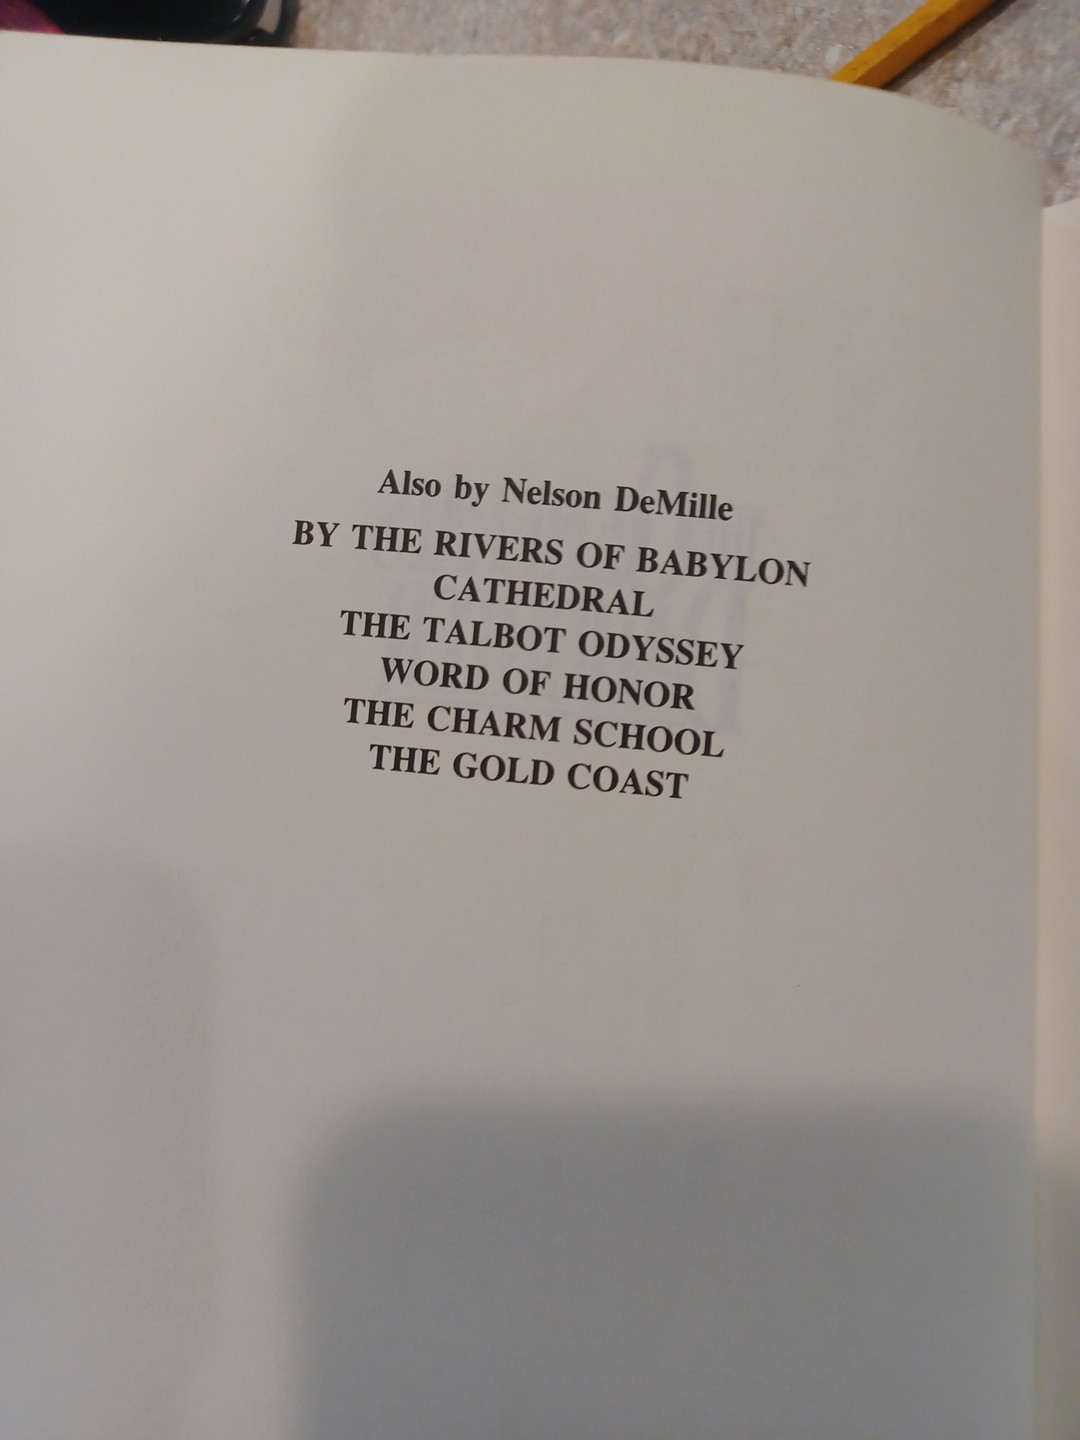 Also by Nelson DeMille
BY THE RIVERS OF BABYLON
CATHEDRAL
THE TALBOT ODYSSEY
WORD OF HONOR
THE CHARM SCHOOL
THE GOLD COAST